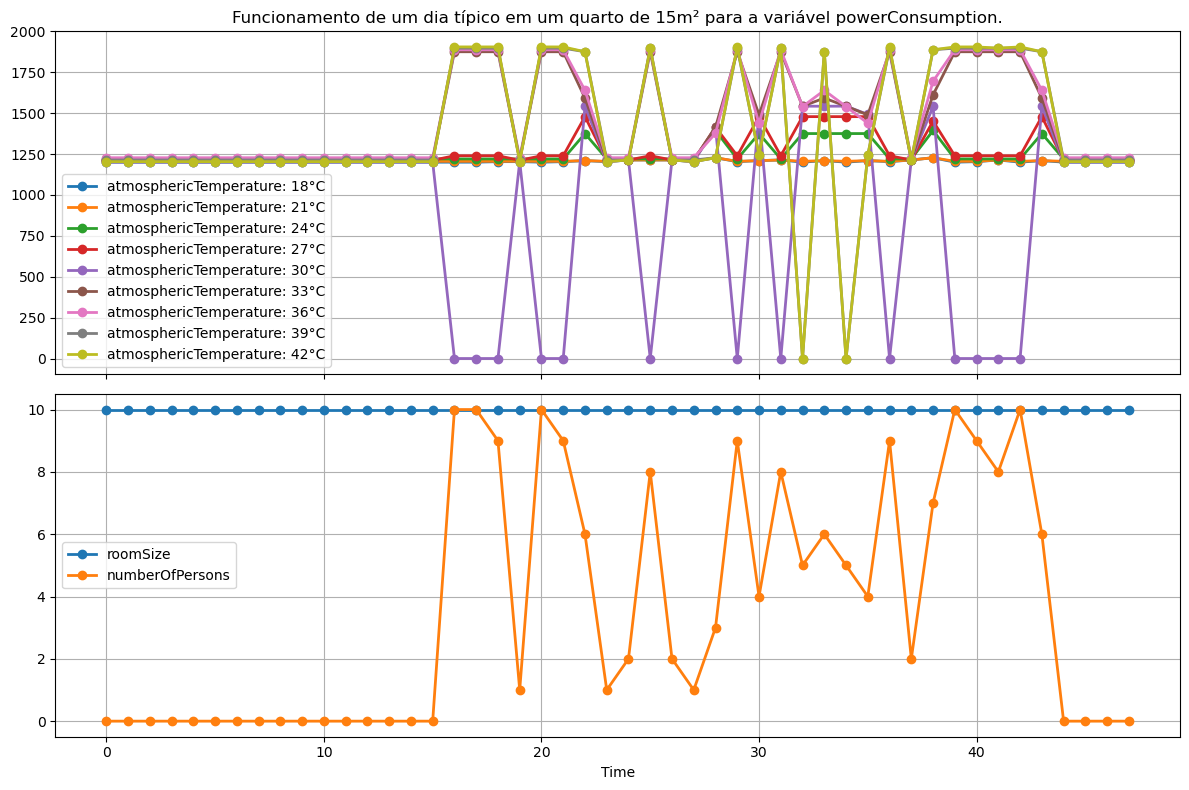 Funcionamento de um dia típico em um quarto de 15m² para a variável powerConsumption.
2000
1750
1500
1250
1000
750
500
250
0
atmosphericTemperature: 18°C
atmosphericTemperature: 21°C
atmosphericTemperature: 24°C
atmosphericTemperature: 27°C
atmosphericTemperature: 30°C
atmosphericTemperature: 33°C
atmosphericTemperature: 36°C
atmosphericTemperature: 39°C
atmosphericTemperature: 42°C
10
8
6
4
2
0
roomSize
numberOfPersons
0 10 20 30 40
Time